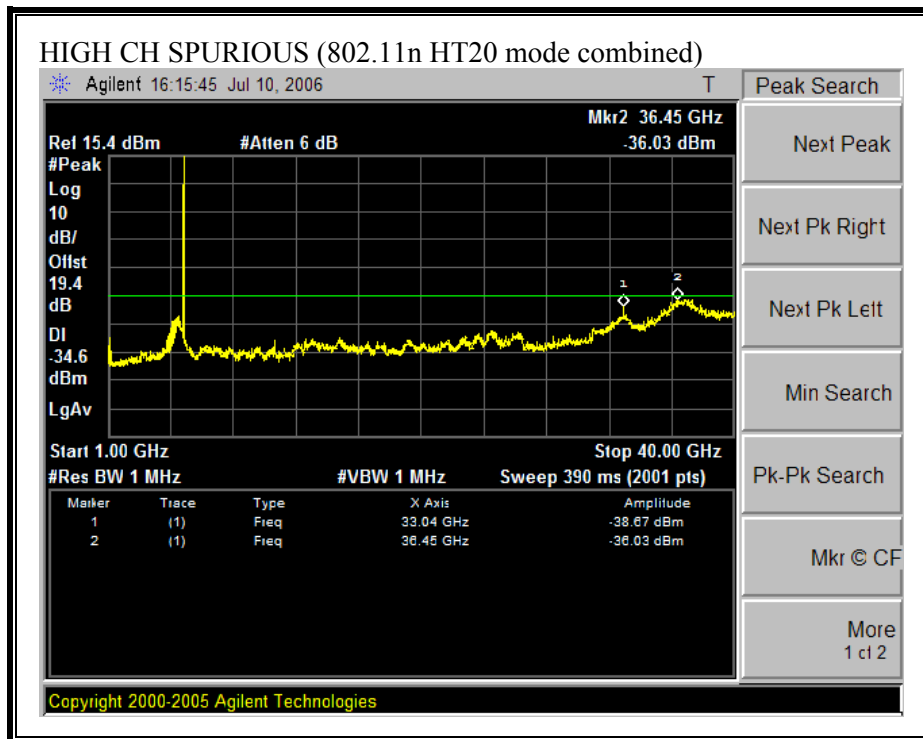 HIGH CH SPURIOUS (802.11n HT20 mode combined)
Agilent 16:15:45 Jul 10, 2006 T
Peak Search
Mkr2 36.45 GHz
Ref 15.4 dBm #Atten 6 dB -36.03 dBm
#Peak
Log
10
dB/
Offst
19.4
dB
DI
-34.6
dBm
LgAv
1
2
Start 1.00 GHz Stop 40.00 GHz
#Res BW 1 MHz #VBW 1 MHz Sweep 390 ms (2001 pts)
Marker Trace Type X Axis Amplitude
1 (1) Freq 33.04 GHz -38.67 dBm
2 (1) Freq 36.45 GHz -36.03 dBm
Next Peak
Next Pk Right
Next Pk Left
Min Search
Pk-Pk Search
Mkr © CF
More
1 of 2
Copyright 2000-2005 Agilent Technologies